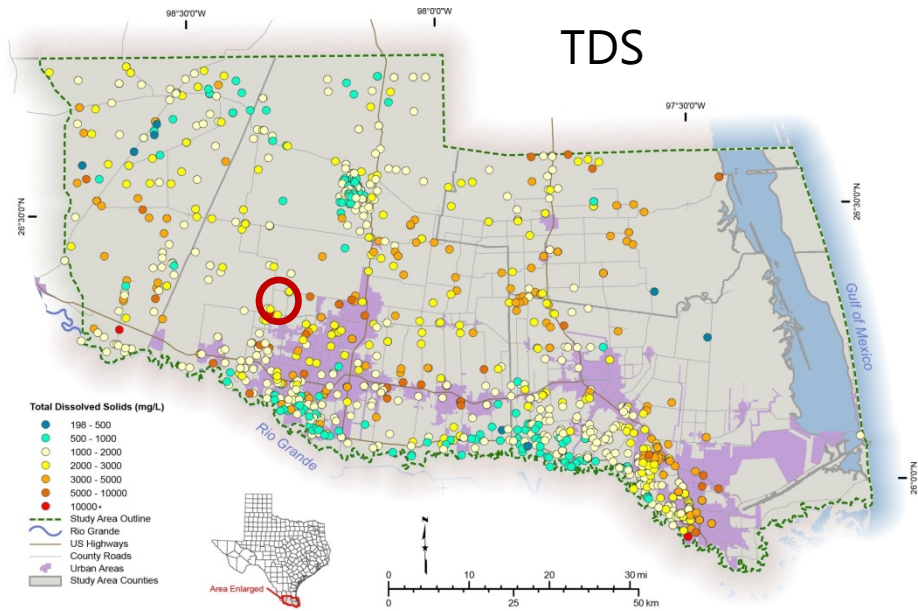 TDS
98°30'0"W
98°0'0"W
97°30'0"W
26°30'0"N
26°30'0"N
26°0'0"N
Gulf of Mexico
Rio Grande
Total Dissolved Solids (mg/L)
198 - 500
500 - 1000
1000 - 2000
2000 - 3000
3000 - 5000
5000 - 10000
10000+
Study Area Outline
Rio Grande
US Highways
County Roads
Urban Areas
Study Area Counties
Area Enlarged
N
0 10 20 30 mi
0 25 50 km